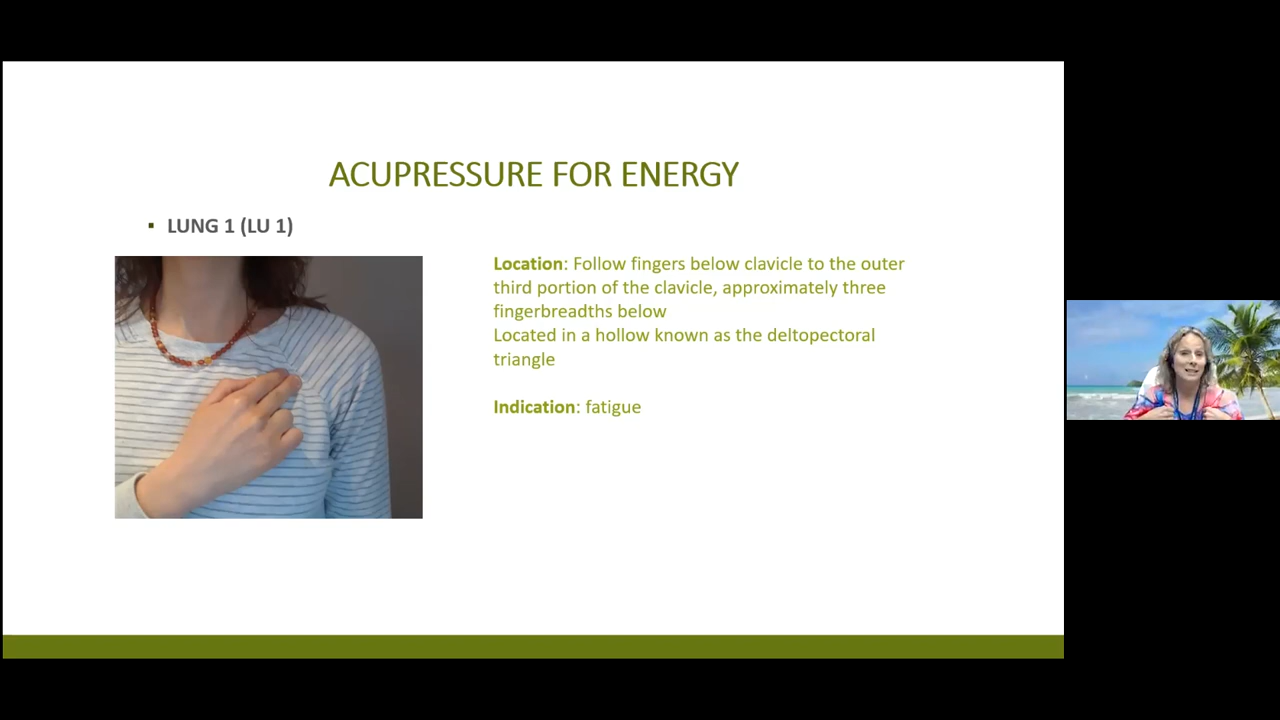 ACUPRESSURE FOR ENERGY
▪ LUNG 1 (LU 1)
Location: Follow fingers below clavicle to the outer
third portion of the clavicle, approximately three
fingerbreadths below
Located in a hollow known as the deltopectoral
triangle
Indication: fatigue